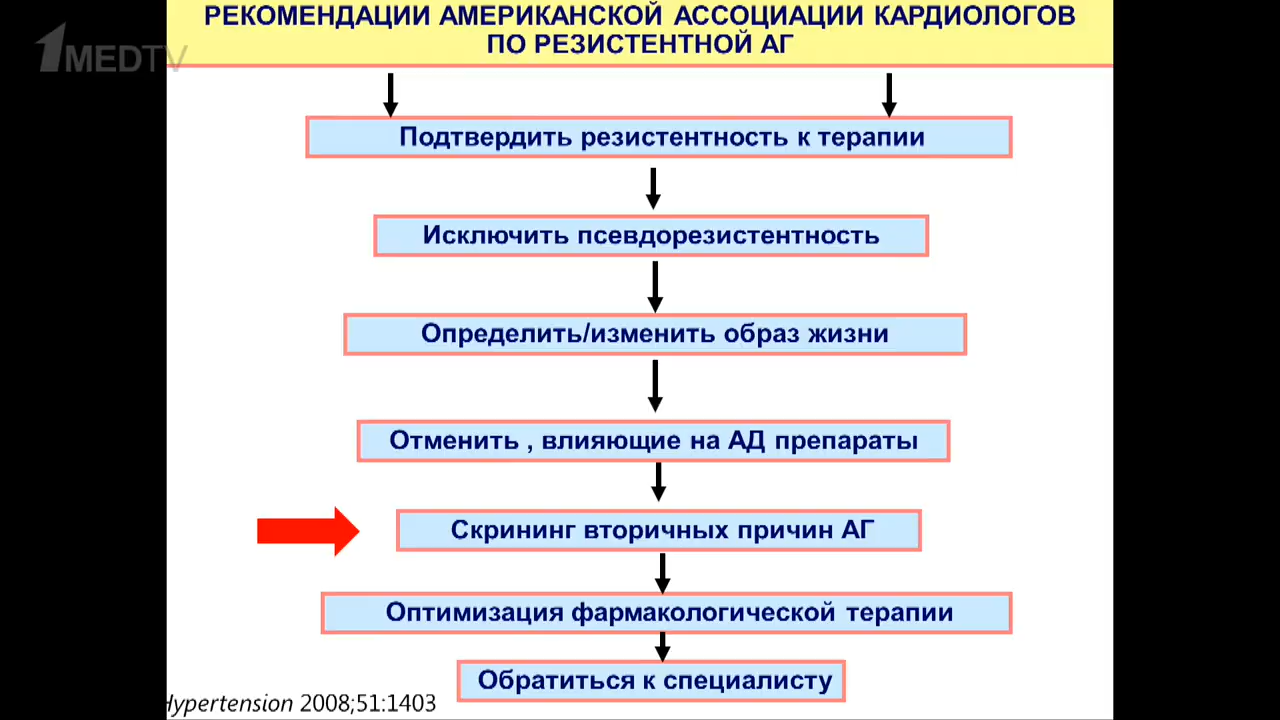 РЕКОМЕНДАЦИИ АМЕРИКАНСКОЙ АССОЦИАЦИИ КАРДИОЛОГОВ
ПО РЕЗИСТЕНТНОЙ АГ
1MEDTV
Подтвердить резистентность к терапии
Исключить псевдорезистентность
Определить/изменить образ жизни
Отменить , влияющие на АД препараты
Скрининг вторичных причин АГ
Оптимизация фармакологической терапии
Обратиться к специалисту
Hypertension 2008;51:1403